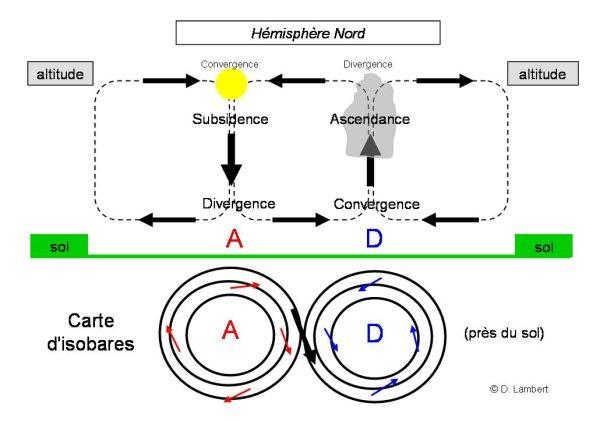 Hémisphère Nord
Convergence
Divergence
altitude
altitude
Subsidence
Ascendance
Divergence
Convergence
A
D
sol
sol
Carte
d'isobares
A
D
(près du sol)
© D. Lambert